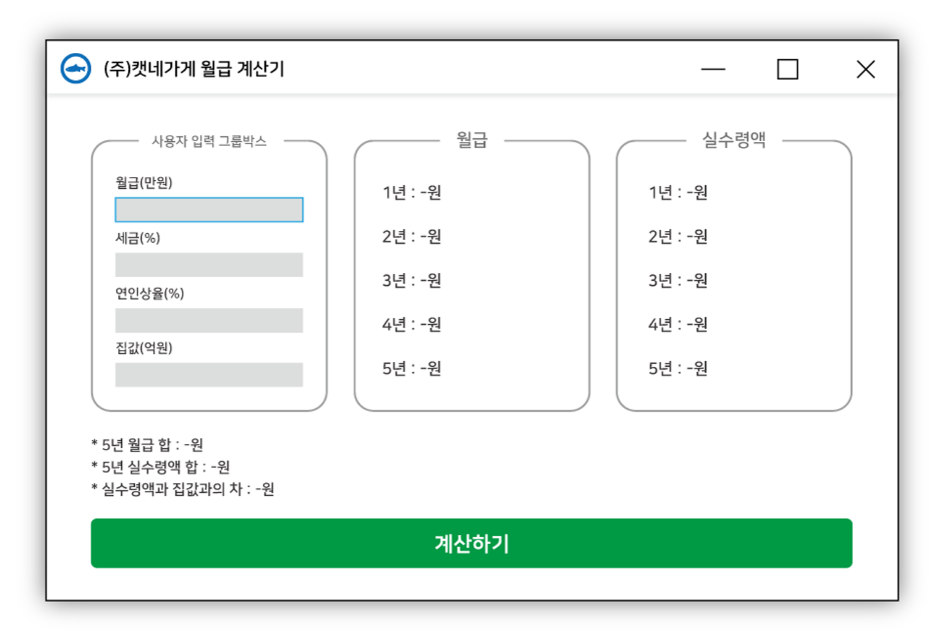 (주)캣네가게 월급 계산기
사용자 입력 그룹박스
월급(만원)
세금(%)
연인상율(%)
집값(억원)
월급
1년 : -원
2년 : -원
3년 : -원
4년 : -원
5년 : -원
실수령액
1년 : -원
2년 : -원
3년 : -원
4년 : -원
5년 : -원
* 5년 월급 합 : -원
* 5년 실수령액 합 : -원
* 실수령액과 집값과의 차 : -원
계산하기